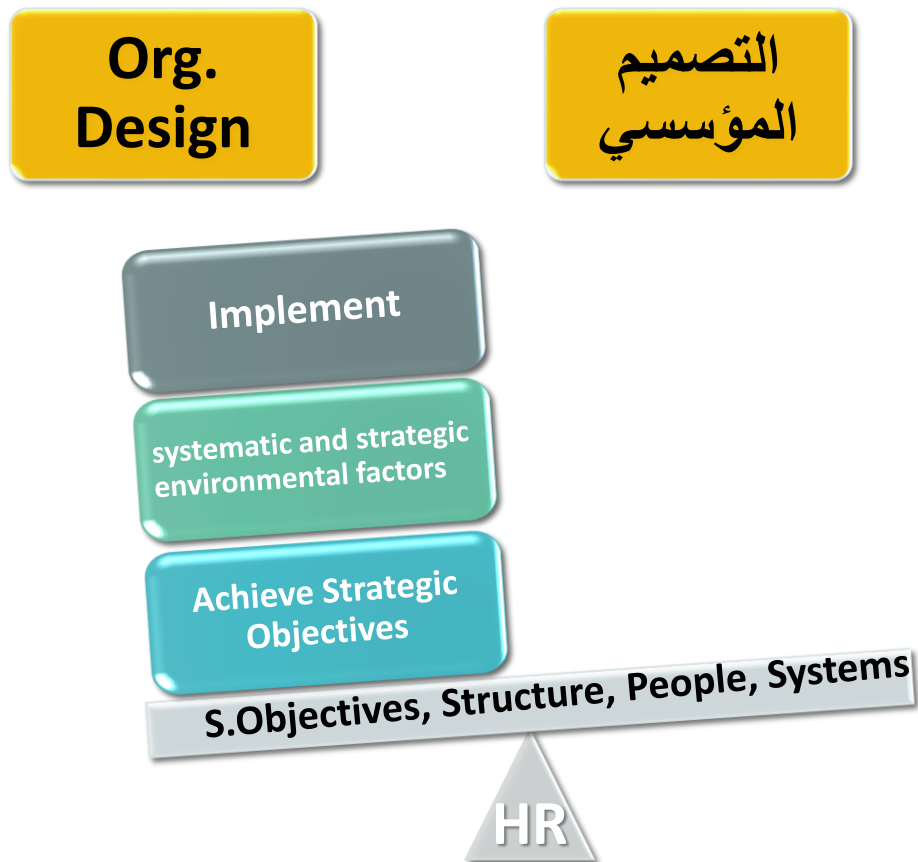 Org.
Design
التصميم
المؤسسي
Implement
systematic and strategic
environmental factors
Achieve Strategic
Objectives
S.Objectives, Structure, People, Systems
HR